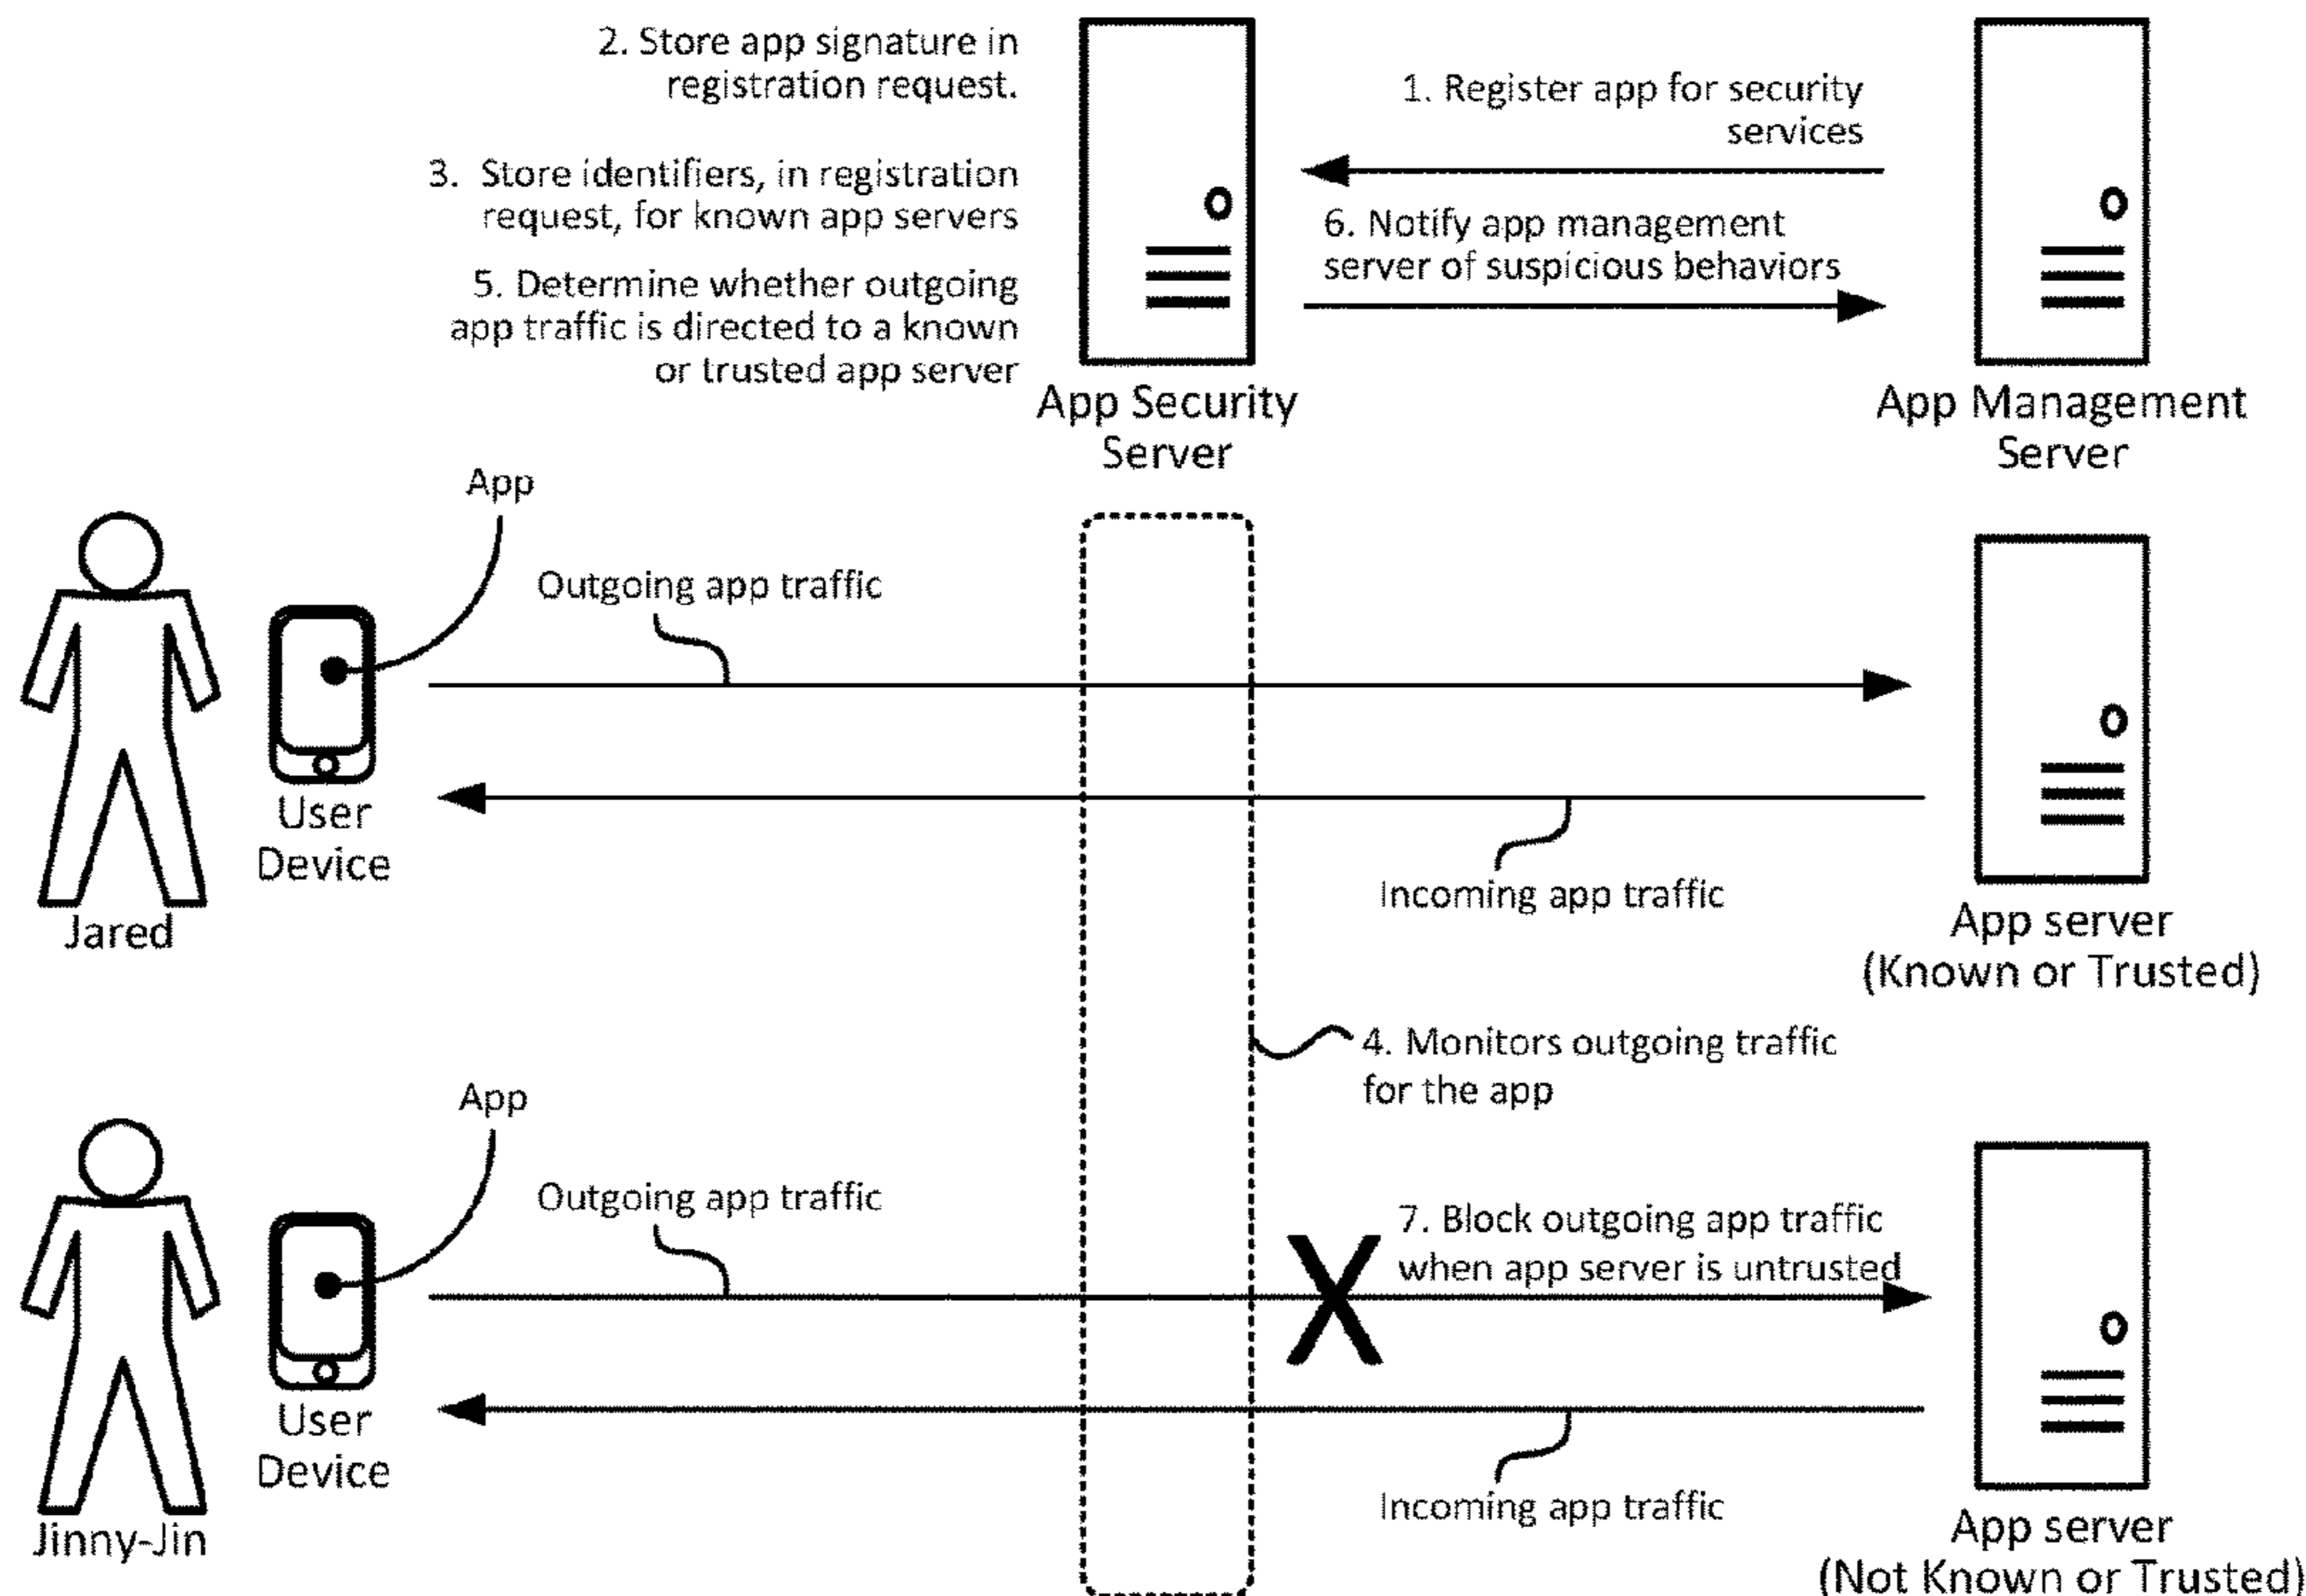 2. Store app signature in
registration request.
1. Register app for security
services
3. Store identifiers, in registration
request, for known app servers
6. Notify app management
server of suspicious behaviors
5. Determine whether outgoing
app traffic is directed to a known
or trusted app server
App Security
Server
App Management
Server
App
Outgoing app traffic
User
Device
Jared
Incoming app traffic
App server
(Known or Trusted)
4. Monitors outgoing traffic
for the app
App
Outgoing app traffic
7. Block outgoing app traffic
when app server is untrusted
X
User
Device
Jinny-Jin
Incoming app traffic
App server
(Not Known or Trusted)